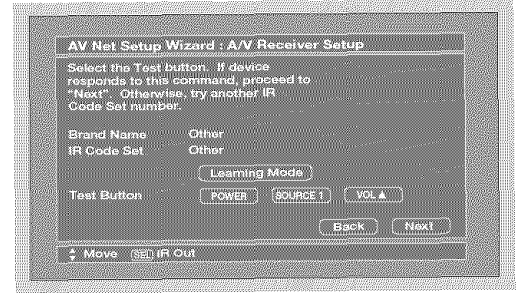 AV Net Setup Wizard : A/V Receiver Setup
Select the Test button. If device
responds to this command, proceed to
"Next". Otherwise, try another IR
Code Set number.
Brand Name Other
IR Code Set Other
Learning Mode
Test Button POWER SOURCE 1 VOL ▲
Back Next
Move SEL IR Out